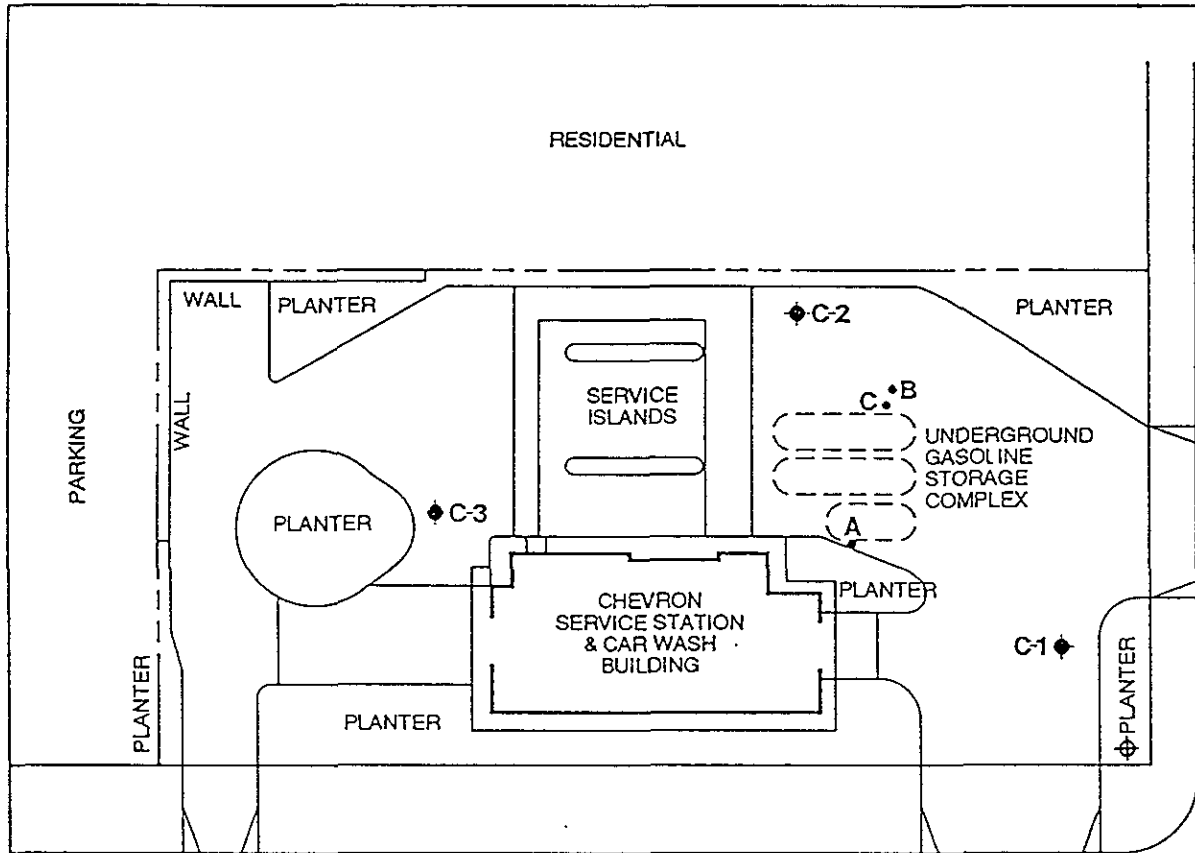 RESIDENTIAL
WALL
PLANTER
C-2
PLANTER
PARKING
WALL
SERVICE
ISLANDS
B
C
UNDERGROUND
GASOLINE
STORAGE
COMPLEX
PLANTER
C-3
A
PLANTER
CHEVRON
SERVICE STATION
& CAR WASH
BUILDING
C-1
PLANTER
PLANTER
PLANTER